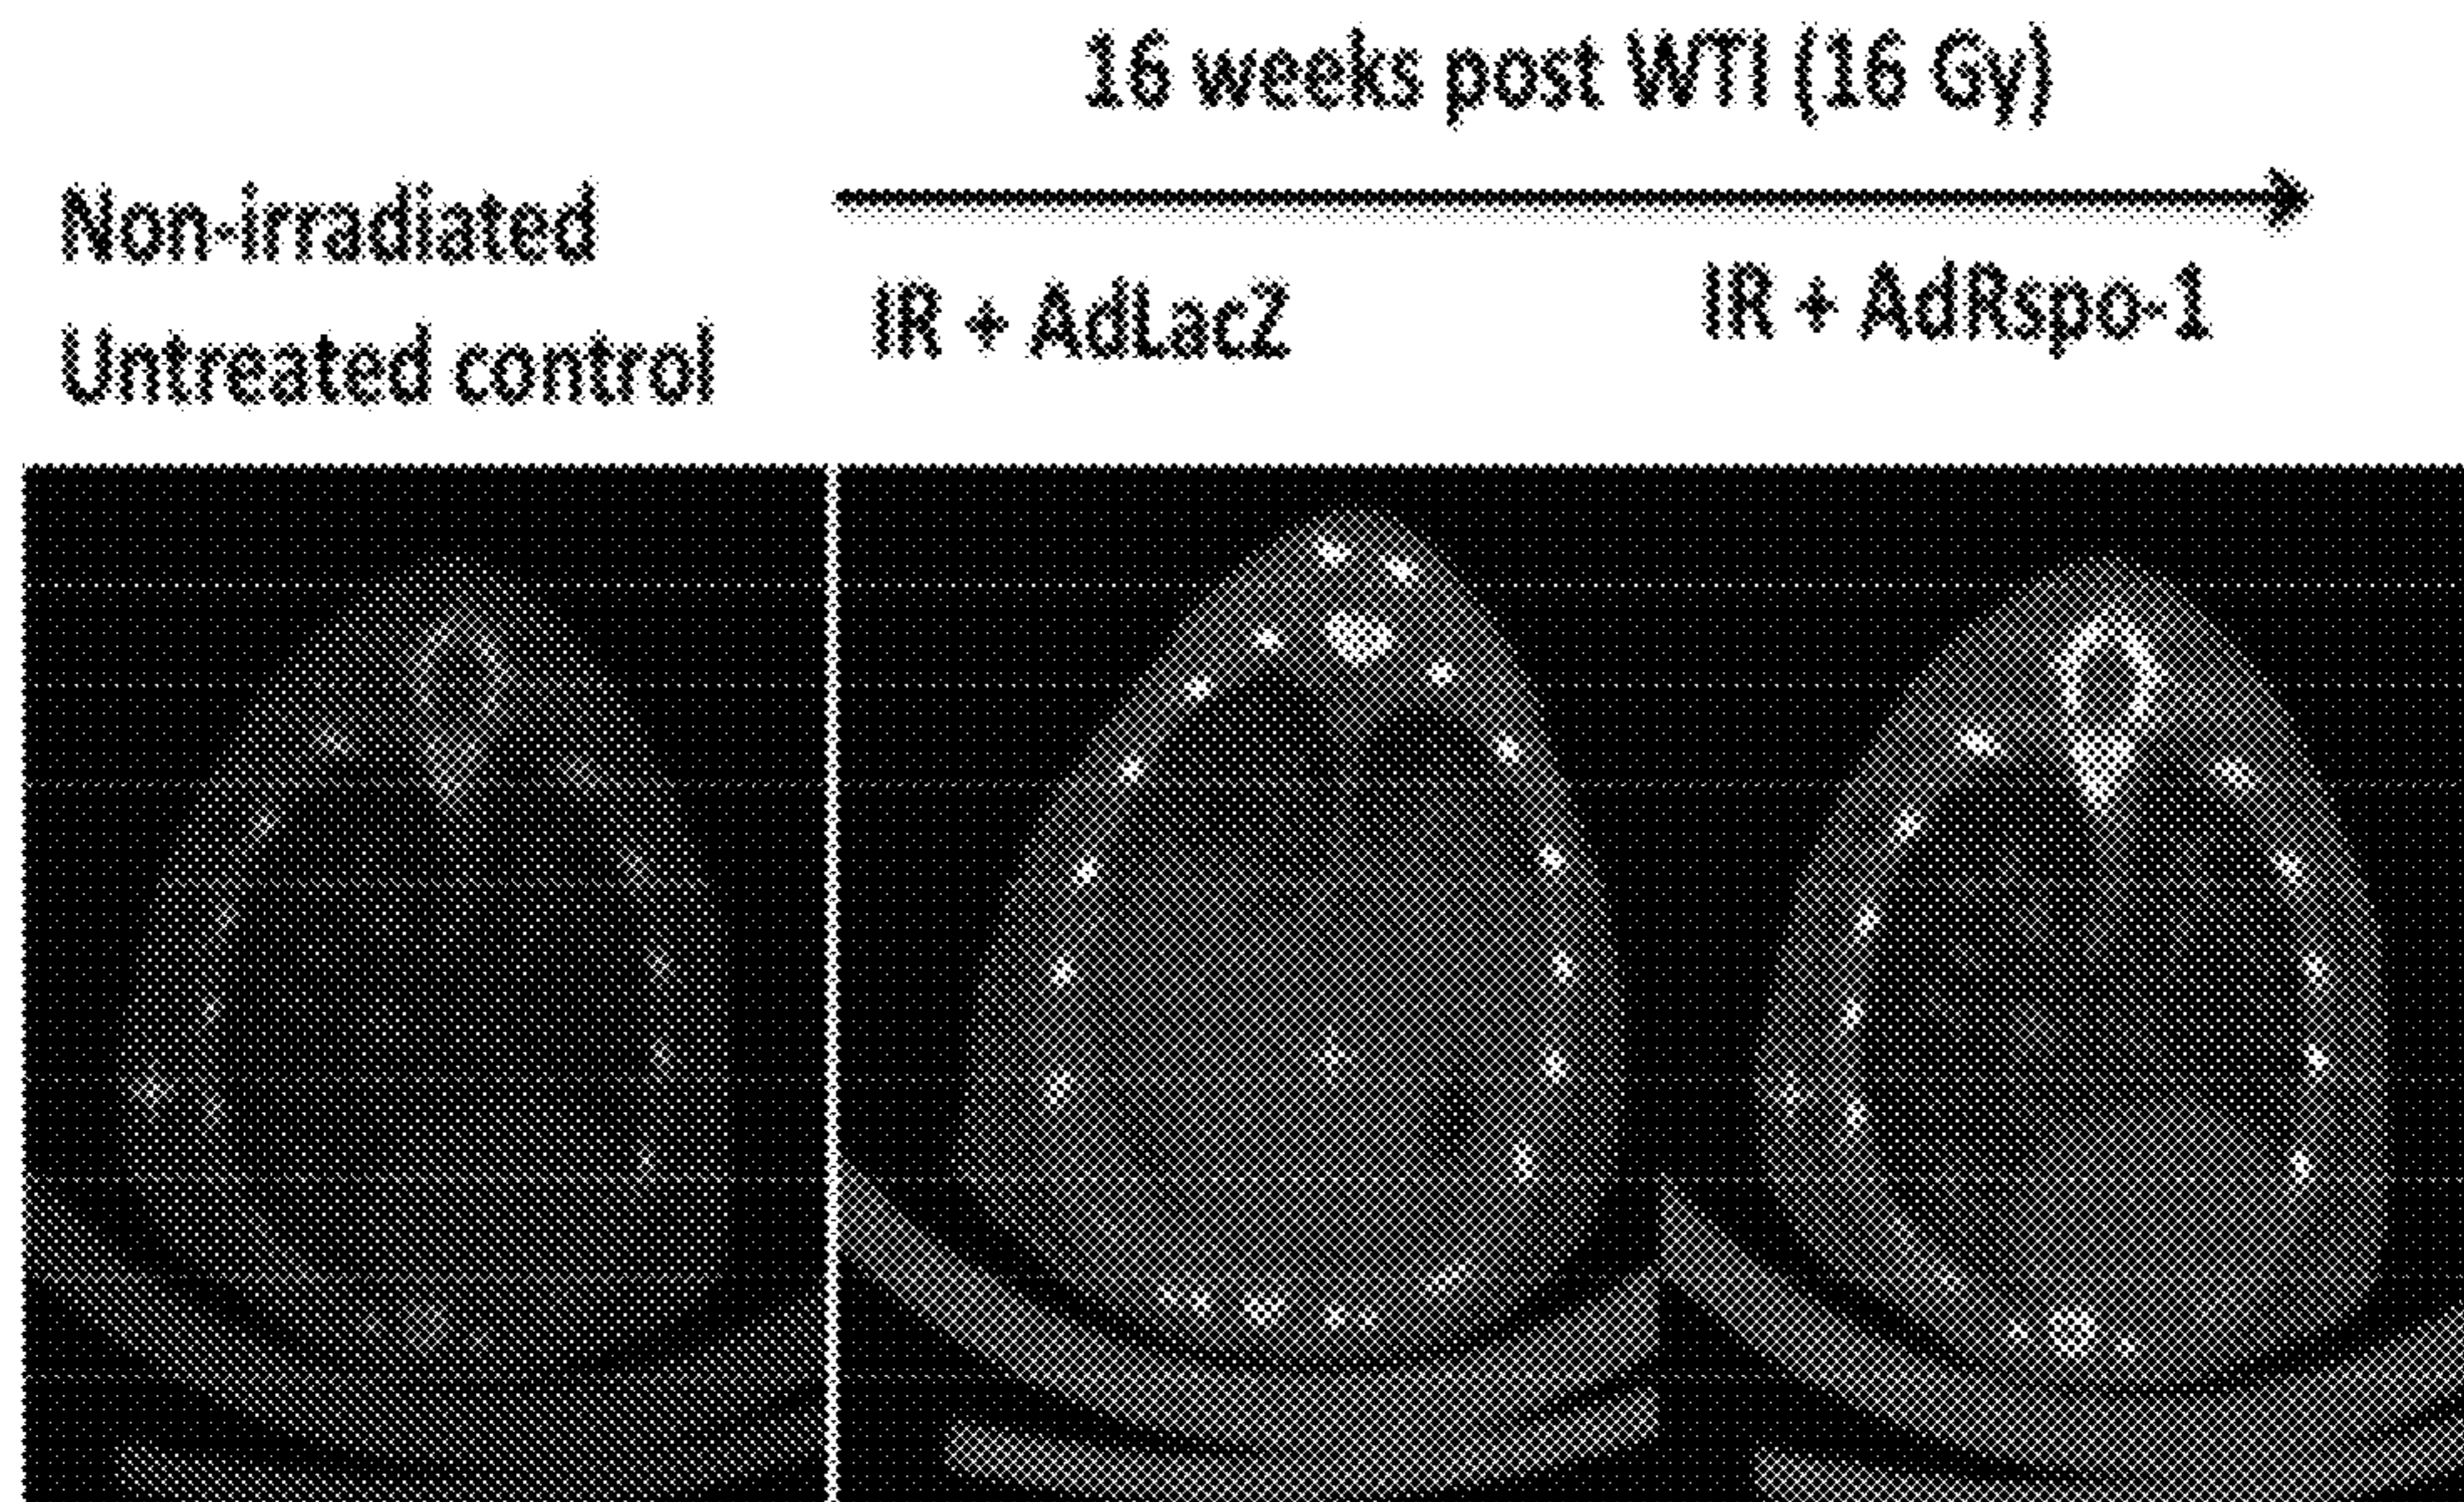 16 weeks post WTI (16 Gy)
Non-irradiated
Untreated control
IR + AdLacZ
IR + AdRspo-1